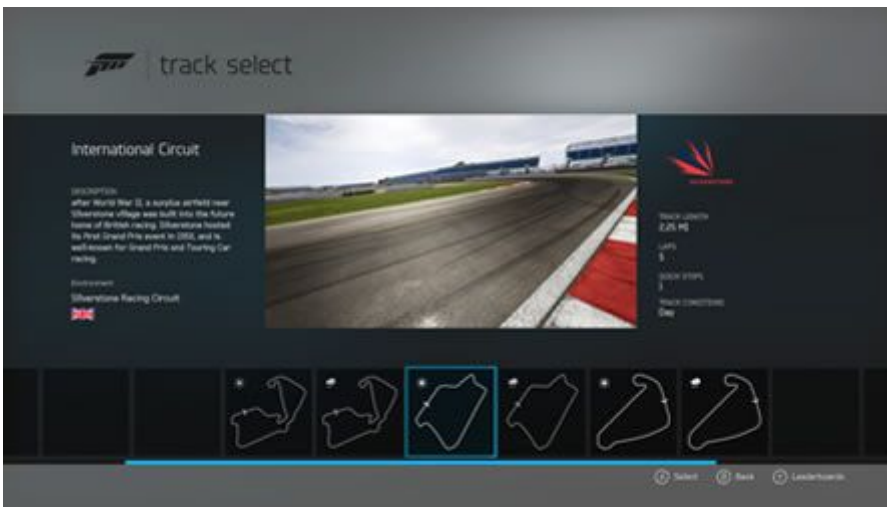 track select
International Circuit
DESCRIPTION
after World War II, a surplus airfield near
Silverstone village was built into the future
home of British racing. Silverstone hosted
its first Grand Prix event in 1950, and is
well-known for Grand Prix and Touring Car
racing.
Environment
Silverstone Racing Circuit
SILVERSTONE
TRACK LENGTH
2.25 MI
LAPS
5
QUICK STOPS
1
TRACK CONDITIONS
Day
Select
Back
Y Leaderboards